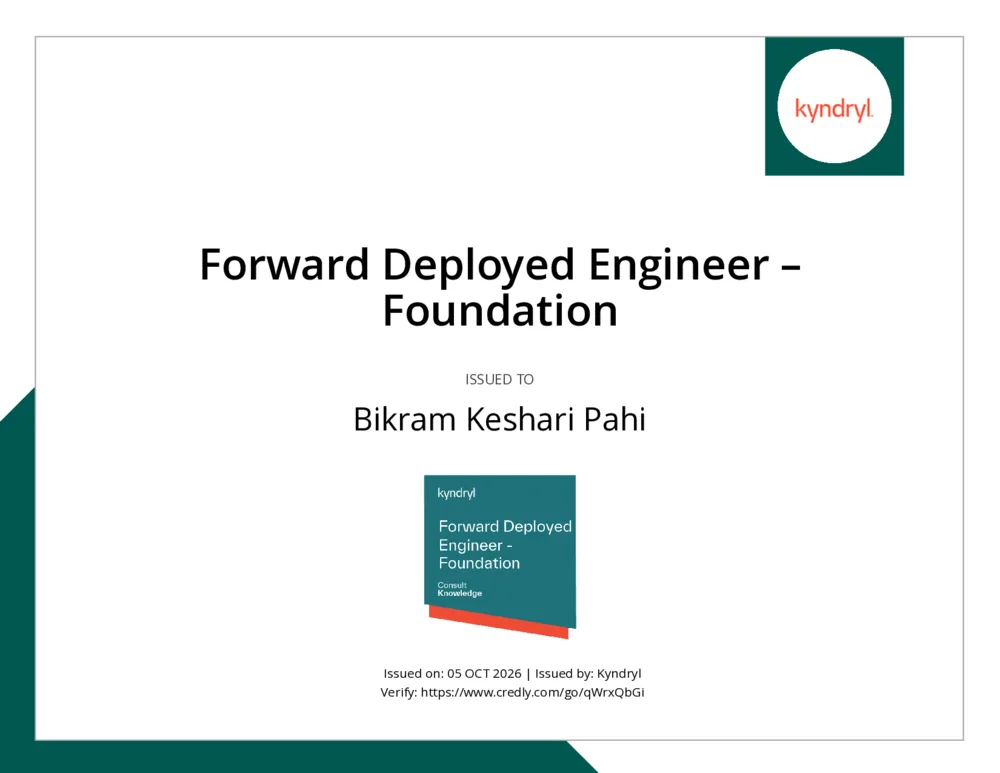 kyndryl.
Forward Deployed Engineer –
Foundation
ISSUED TO
Bikram Keshari Pahi
kyndryl
Forward Deployed
Engineer -
Foundation
Consult
Knowledge
Issued on: 05 OCT 2026 | Issued by: Kyndryl
Verify: https://www.credly.com/go/qWrxQbGi